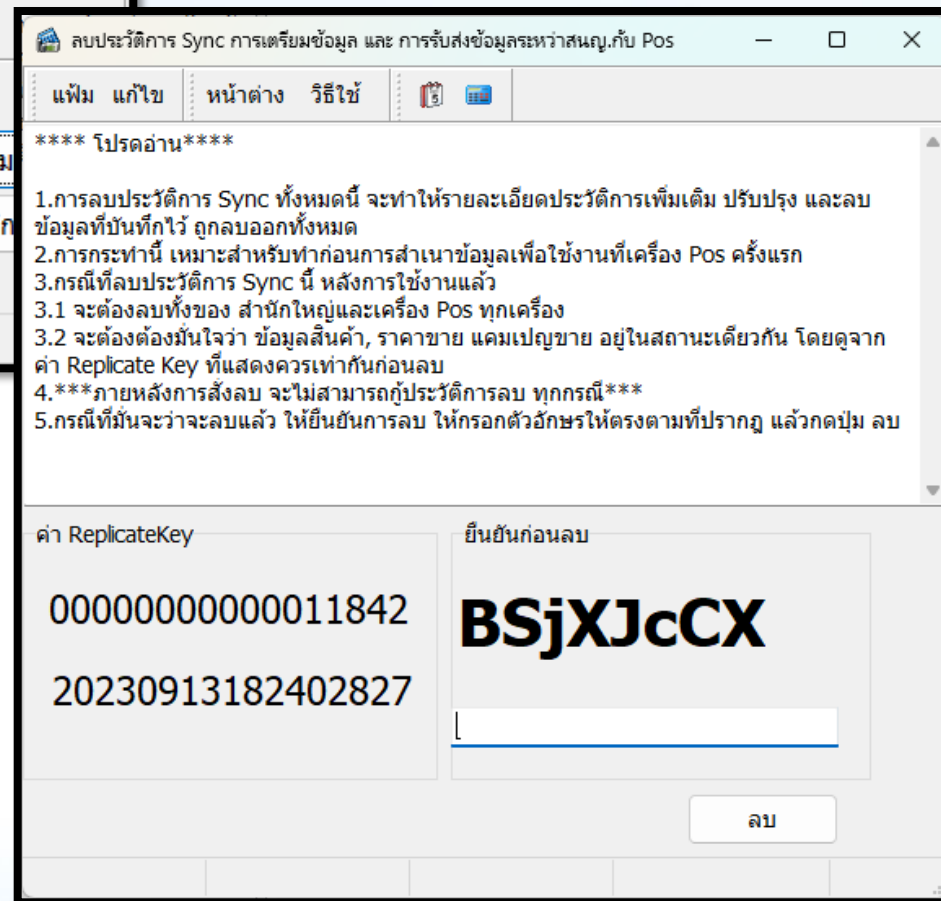 ลบประวัติการ Sync การเตรียมข้อมูล และ การรับส่งข้อมูลระหว่าสนญ.กับ Pos
แฟ้ม แก้ไข หน้าต่าง วิธีใช้
**** โปรดอ่าน****
1.การลบประวัติการ Sync ทั้งหมดนี้ จะทำให้รายละเอียดประวัติการเพิ่มเติม ปรับปรุง และลบ
ข้อมูลที่บันทึกไว้ ถูกลบออกทั้งหมด
2.การกระทำนี้ เหมาะสำหรับทำก่อนการสำเนาข้อมูลเพื่อใช้งานที่เครื่อง Pos ครั้งแรก
3.กรณีที่ลบประวัติการ Sync นี้ หลังการใช้งานแล้ว
3.1 จะต้องลบทั้งของ สำนักใหญ่และเครื่อง Pos ทุกเครื่อง
3.2 จะต้องต้องมั่นใจว่า ข้อมูลสินค้า, ราคาขาย แคมเปญขาย อยู่ในสถานะเดียวกัน โดยดูจาก
ค่า Replicate Key ที่แสดงควรเท่ากันก่อนลบ
4.***ภายหลังการสั่งลบ จะไม่สามารถกู้ประวัติการลบ ทุกกรณี***
5.กรณีที่มั่นจะว่าจะลบแล้ว ให้ยืนยันการลบ ให้กรอกตัวอักษรให้ตรงตามที่ปรากฎ แล้วกดปุ่ม ลบ
ค่า ReplicateKey
00000000000011842
20230913182402827
ยืนยันก่อนลบ
BSjXJcCX
ลบ